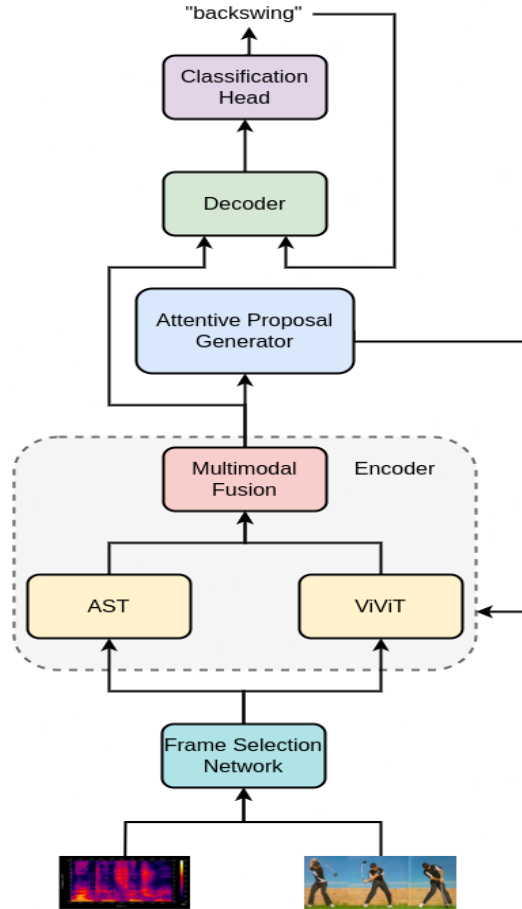 "backswing"
Classification
Head
Decoder
Attentive Proposal
Generator
Multimodal
Fusion
Encoder
AST
ViViT
Frame Selection
Network